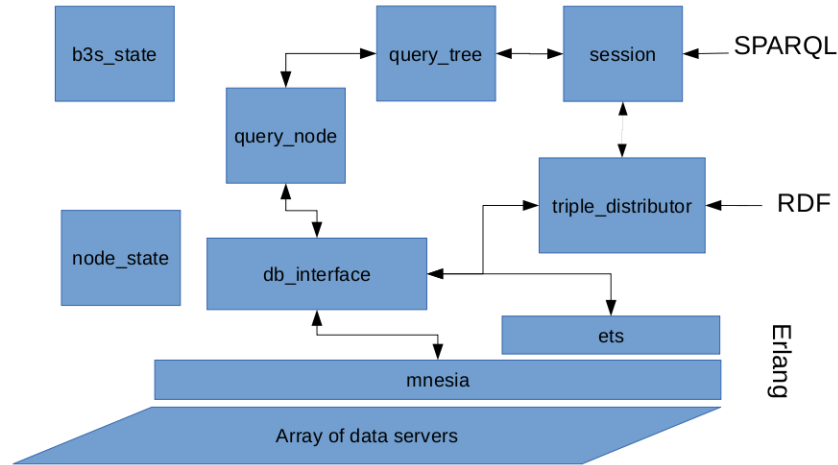 b3s_state
query_tree
session
SPARQL
query_node
triple_distributor
RDF
node_state
db_interface
ets
Erlang
mnesia
Array of data servers